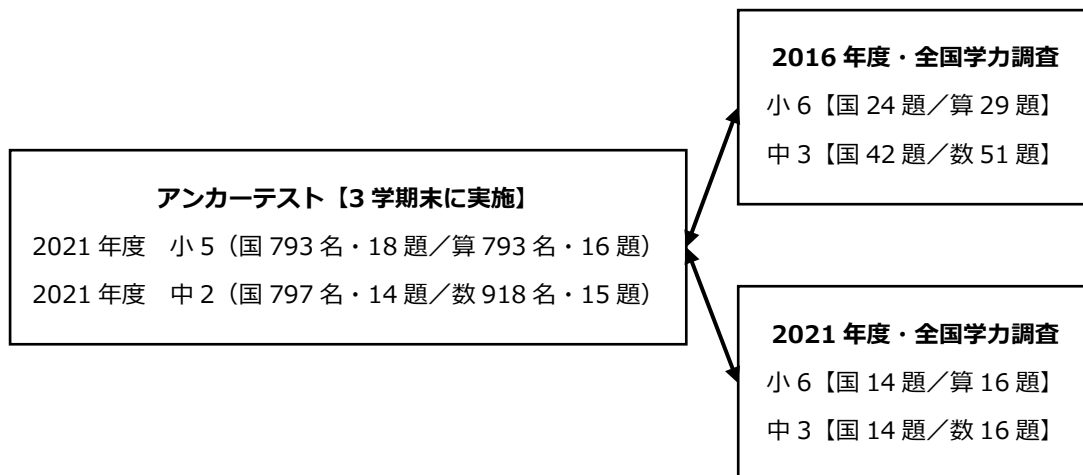 アンカーテスト【3 学期末に実施】
2021 年度　小 5（国 793 名・18 題／算 793 名・16 題）
2021 年度　中 2（国 797 名・14 題／数 918 名・15 題）
2016 年度・全国学力調査
小 6【国 24 題／算 29 題】
中 3【国 42 題／数 51 題】
2021 年度・全国学力調査
小 6【国 14 題／算 16 題】
中 3【国 14 題／数 16 題】